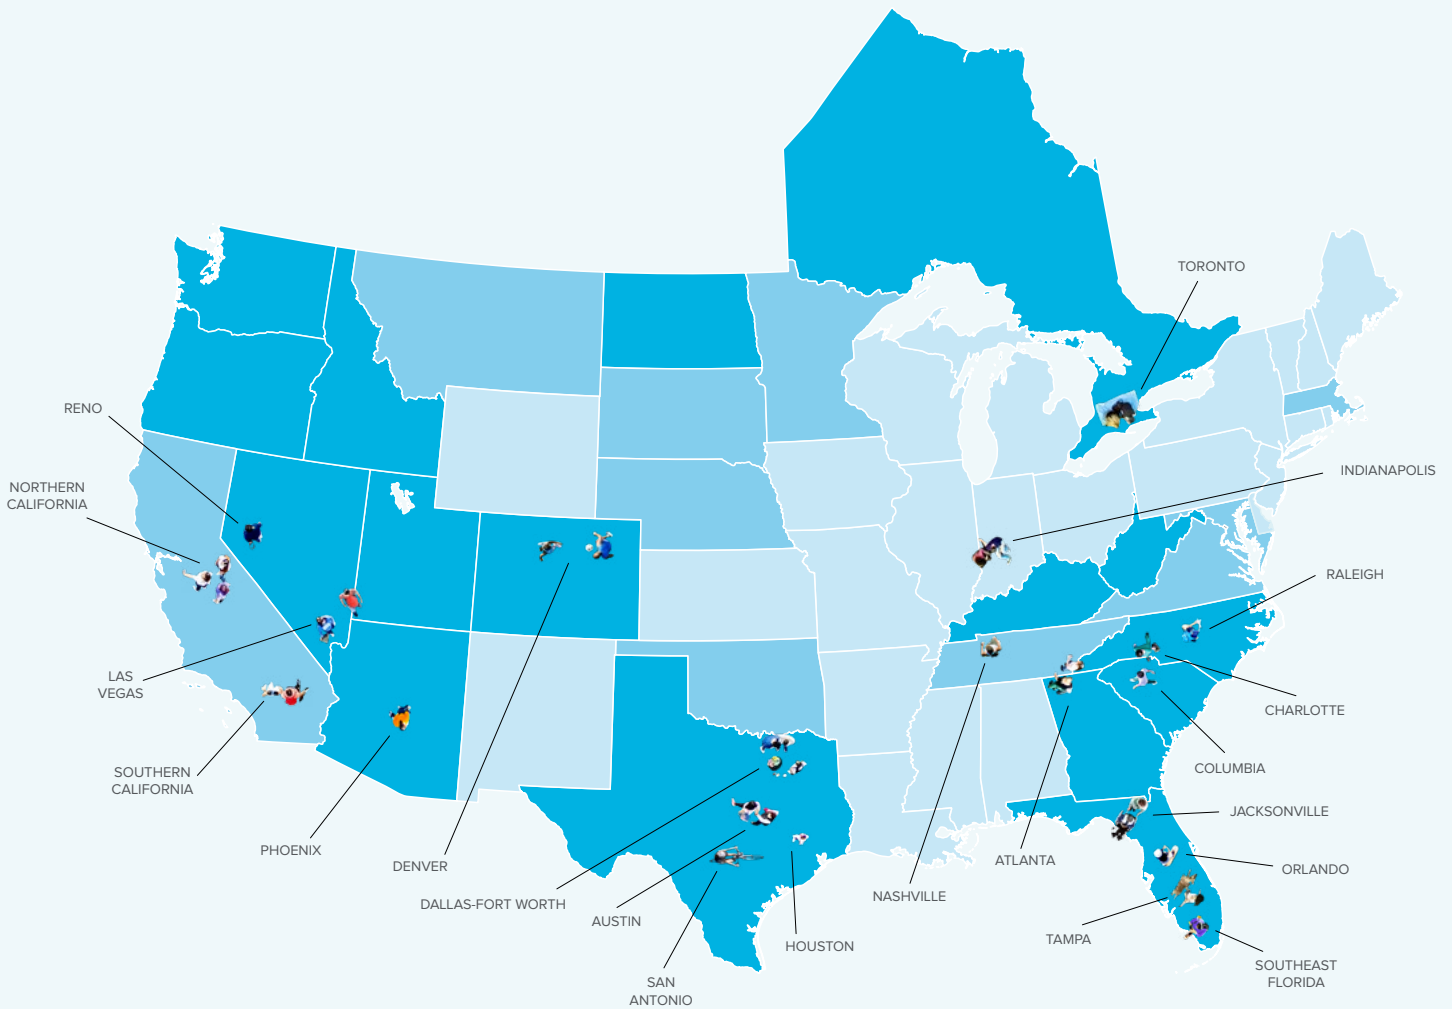 TORONTO
RENO
INDIANAPOLIS
NORTHERN
CALIFORNIA
RALEIGH
LAS
VEGAS
CHARLOTTE
SOUTHERN
CALIFORNIA
COLUMBIA
JACKSONVILLE
PHOENIX
DENVER
ATLANTA
ORLANDO
NASHVILLE
DALLAS-FORT WORTH
AUSTIN
HOUSTON
TAMPA
SOUTHEAST
FLORIDA
SAN
ANTONIO